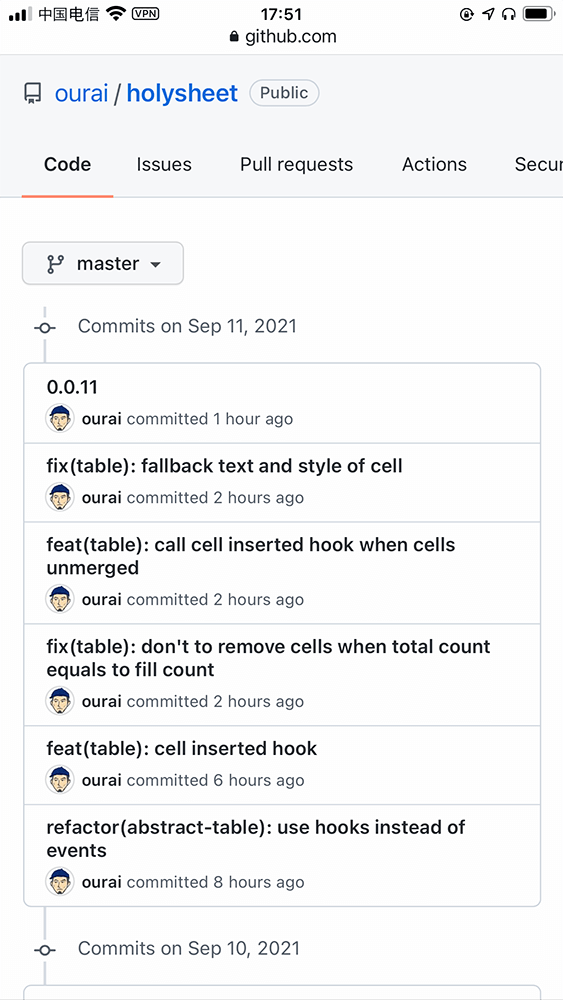 中国电信 VPN 17:51
github.com
ourai / holysheet Public
Code Issues Pull requests Actions Secur
master
Commits on Sep 11, 2021
0.0.11
ourai committed 1 hour ago
fix(table): fallback text and style of cell
ourai committed 2 hours ago
feat(table): call cell inserted hook when cells
unmerged
ourai committed 2 hours ago
fix(table): don't to remove cells when total count
equals to fill count
ourai committed 2 hours ago
feat(table): cell inserted hook
ourai committed 6 hours ago
refactor(abstract-table): use hooks instead of
events
ourai committed 8 hours ago
Commits on Sep 10, 2021